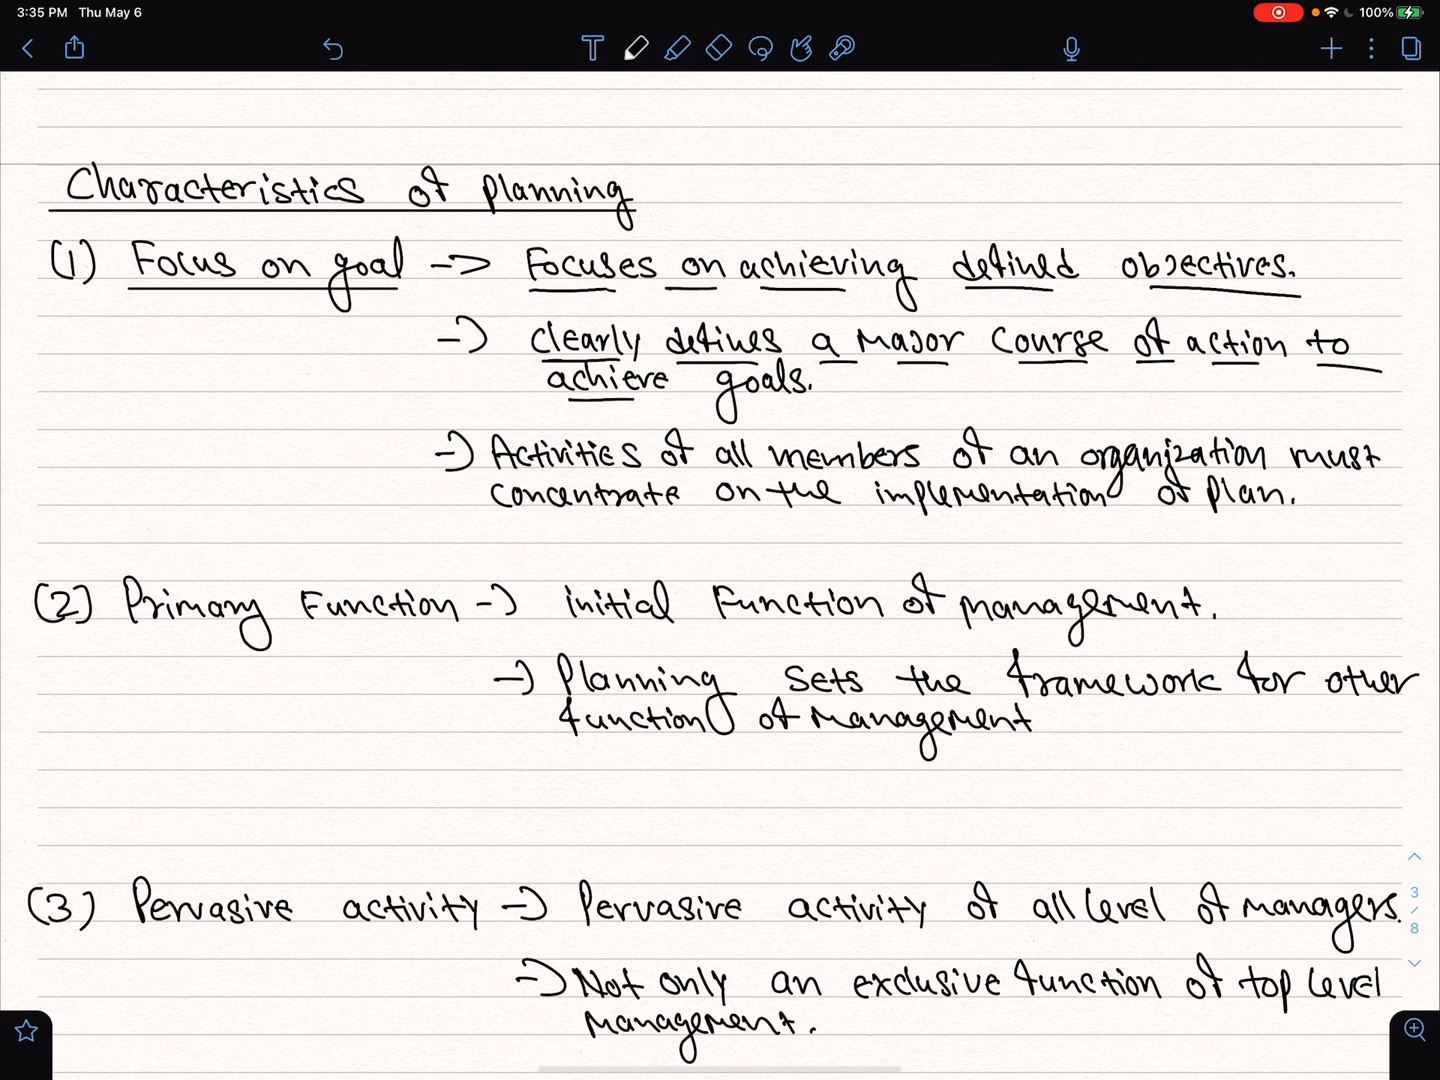 3:35 PM Thu May 6
100%
Characteristics of planning
(1) Focus on goal -> Focuses on achieving defined objectives.
-> clearly defines a major course of action to
achieve goals.
-> Activities of all members of an organization must
concentrate on the implementation of plan.
(2) Primary Function -> initial Function of management.
-> Planning sets the framework for other
function of management
(3) Pervasive activity -> Pervasive activity of all level of managers.
-> Not only an exclusive function of top level
management.
3
/
8